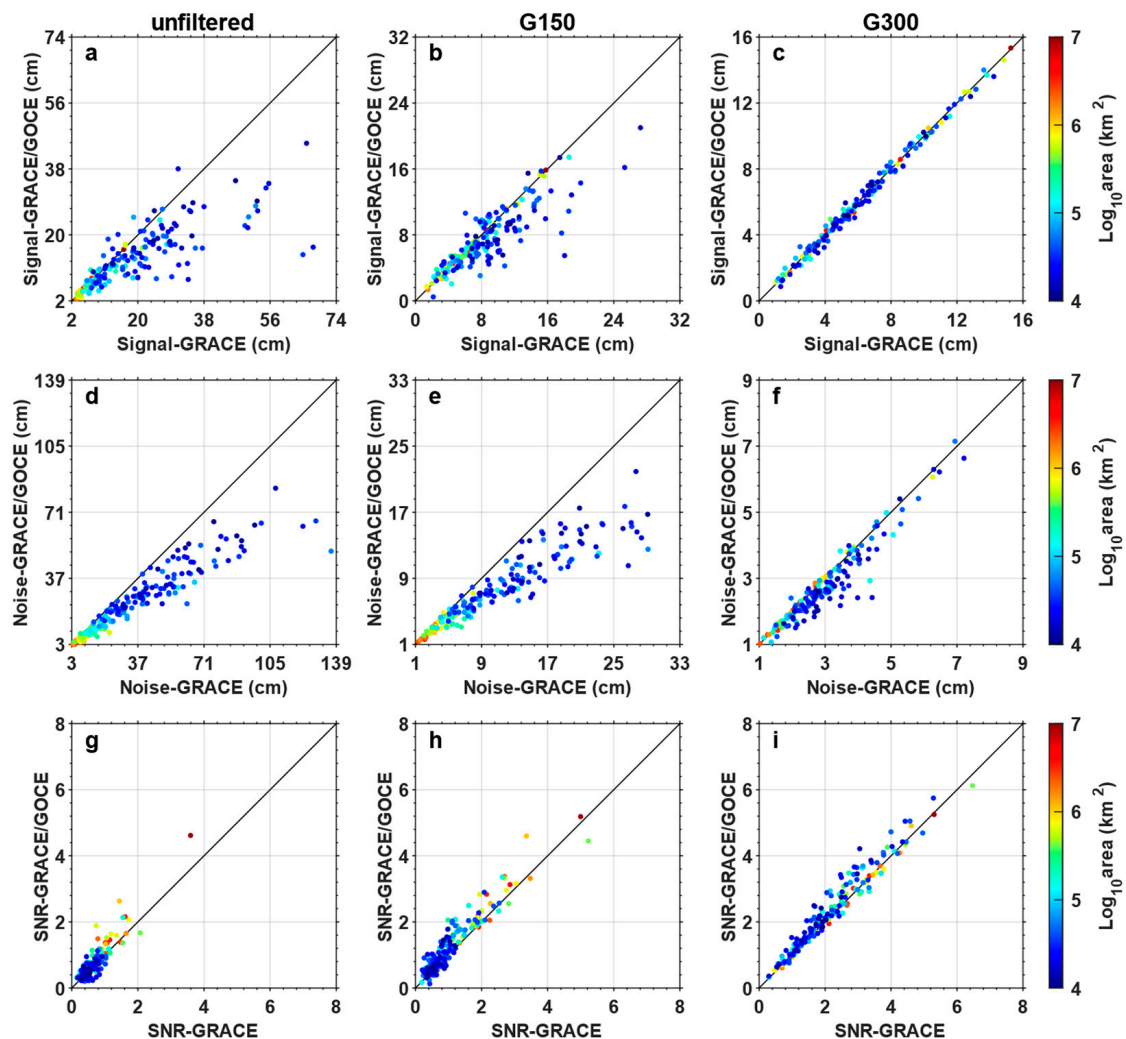 unfiltered G150 G300
a
74
56
38
20
2
2 20 38 56 74
Signal-GRACE/GOCE (cm)
Signal-GRACE (cm)
b
32
24
16
8
0
0 8 16 24 32
Signal-GRACE/GOCE (cm)
Signal-GRACE (cm)
c
16
12
8
4
0
0 4 8 12 16
Signal-GRACE/GOCE (cm)
Signal-GRACE (cm)
7
6
5
4
Log10area (km 2)
d
139
105
71
37
3
3 37 71 105 139
Noise-GRACE/GOCE (cm)
Noise-GRACE (cm)
e
33
25
17
9
1
1 9 17 25 33
Noise-GRACE/GOCE (cm)
Noise-GRACE (cm)
f
9
7
5
3
1
1 3 5 7 9
Noise-GRACE/GOCE (cm)
Noise-GRACE (cm)
7
6
5
4
Log10area (km 2)
g
8
6
4
2
0
0 2 4 6 8
SNR-GRACE/GOCE
SNR-GRACE
h
8
6
4
2
0
0 2 4 6 8
SNR-GRACE/GOCE
SNR-GRACE
i
8
6
4
2
0
0 2 4 6 8
SNR-GRACE/GOCE
SNR-GRACE
7
6
5
4
Log10area (km 2)